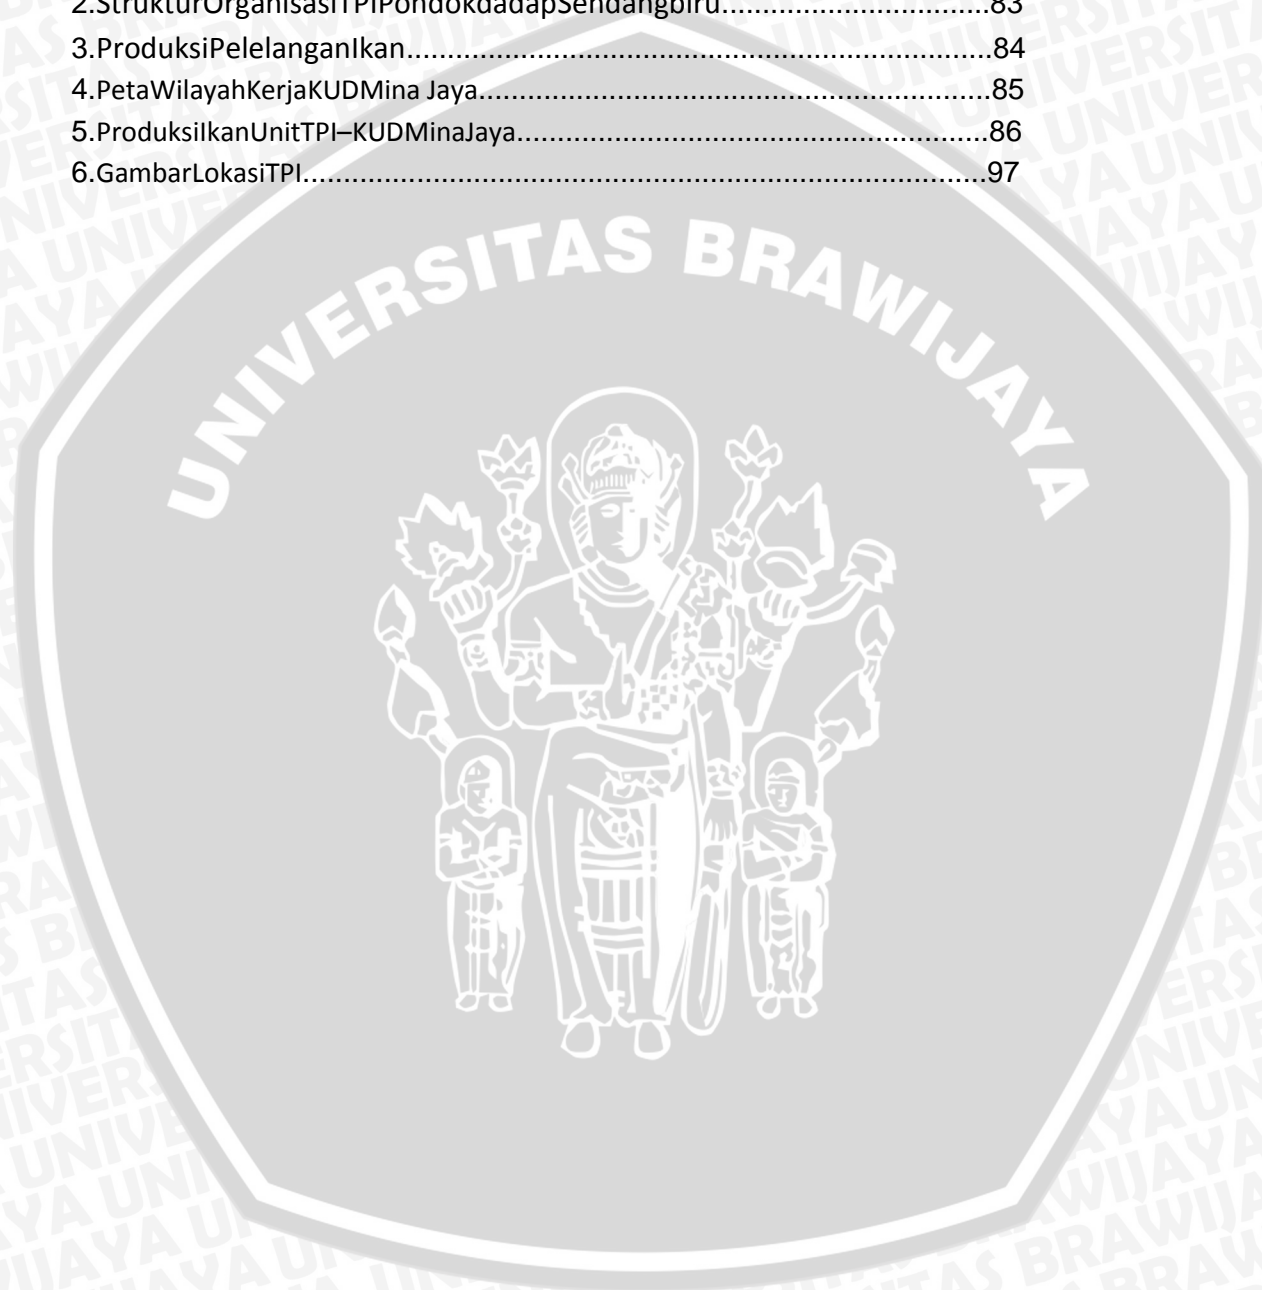 2.StrukturOrganisasiTPIPondokdadapSendangbiru.................................83
3.ProduksiPelelanganIkan........................................................................84
4.PetaWilayahKerjaKUDMina Jaya...............................................................85
5.ProduksiIkanUnitTPI–KUDMinaJaya..........................................................86
6.GambarLokasiTPI....................................................................................97
UNIVERSITAS BRAWIJAYA